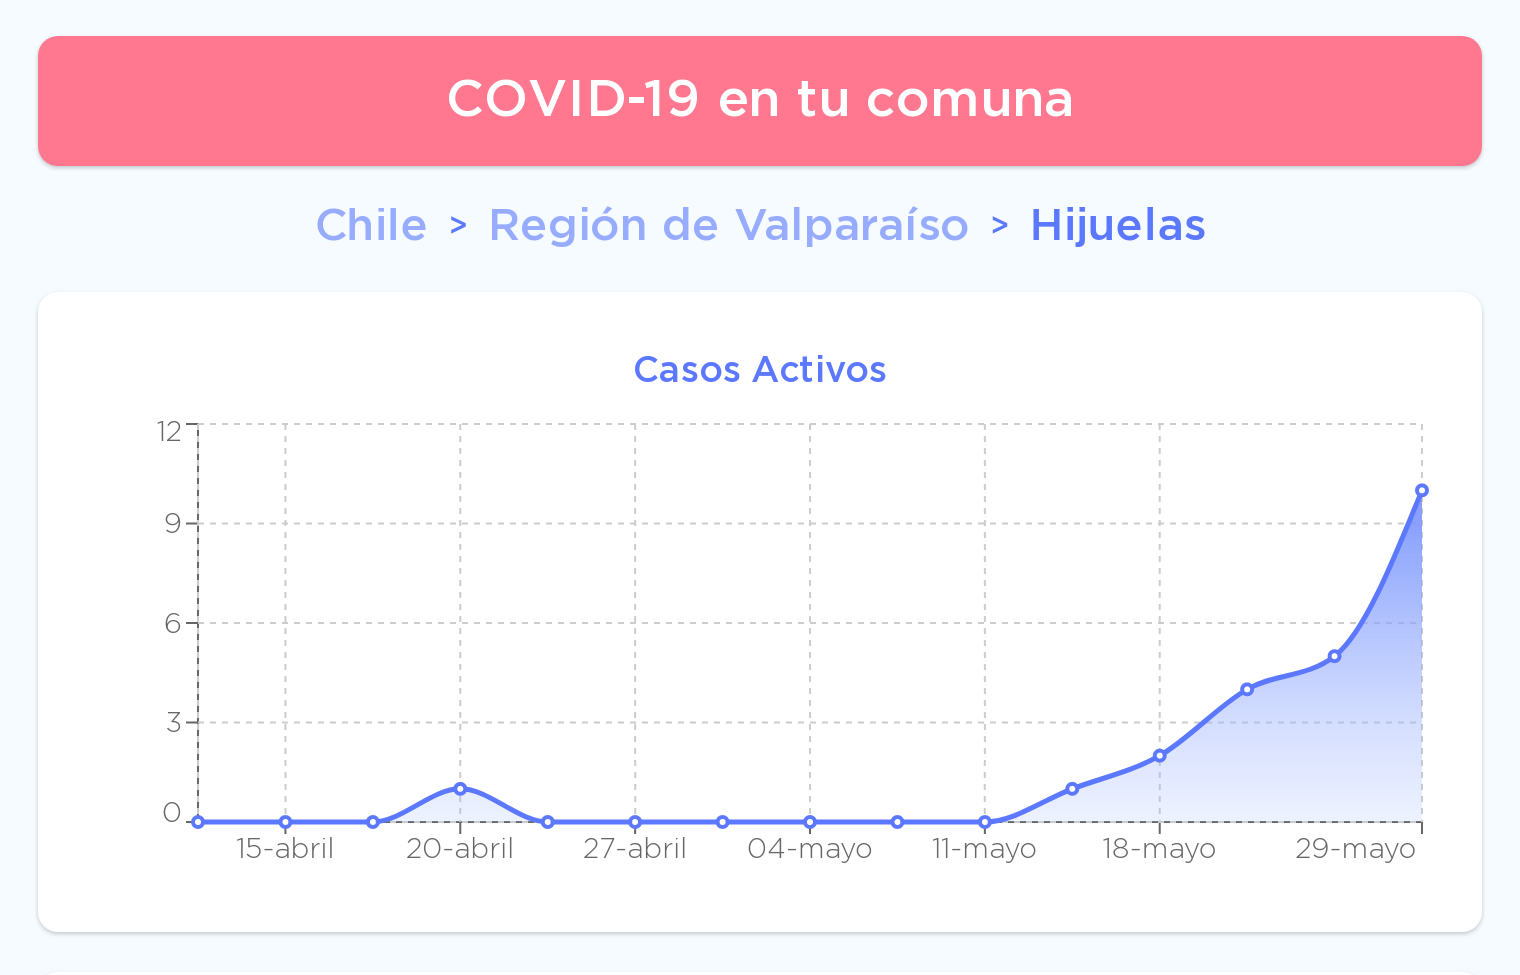 COVID-19 en tu comuna
Chile > Región de Valparaíso > Hijuelas
Casos Activos
12
9
6
3
0
15-abril 20-abril 27-abril 04-mayo 11-mayo 18-mayo 29-mayo